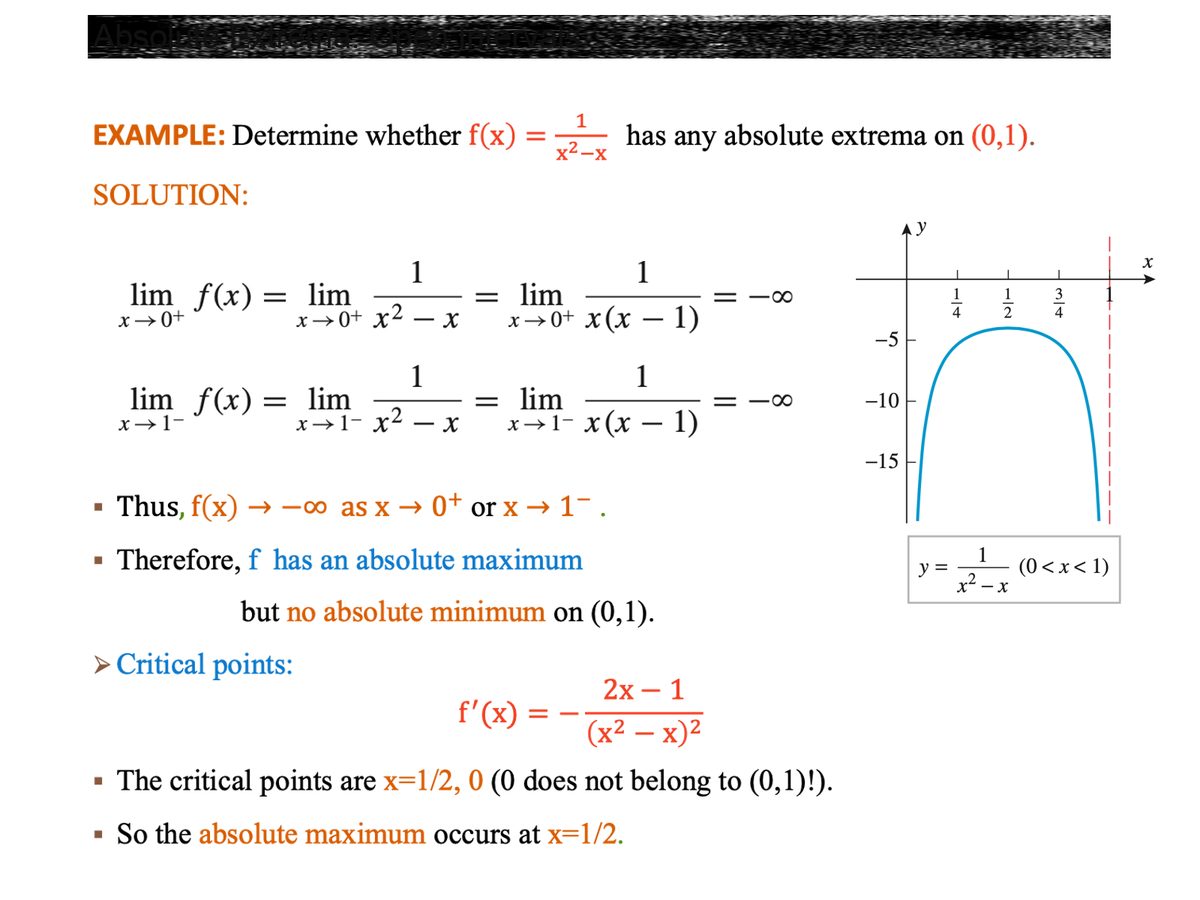 EXAMPLE: Determine whether f(x) = 1/(x²−x) has any absolute extrema on (0,1).
SOLUTION:
lim x→0+ f(x) = lim x→0+ 1/(x² − x) = lim x→0+ 1/(x(x − 1)) = −∞
lim x→1− f(x) = lim x→1− 1/(x² − x) = lim x→1− 1/(x(x − 1)) = −∞
▪ Thus, f(x) → −∞ as x → 0⁺ or x → 1⁻ .
▪ Therefore, f has an absolute maximum
but no absolute minimum on (0,1).
➢ Critical points:
f′(x) = − (2x − 1)/(x² − x)²
▪ The critical points are x=1/2, 0 (0 does not belong to (0,1)!).
▪ So the absolute maximum occurs at x=1/2.
y
x
1/4 1/2 3/4 1
−5
−10
−15
y = 1/(x² − x) (0 < x < 1)